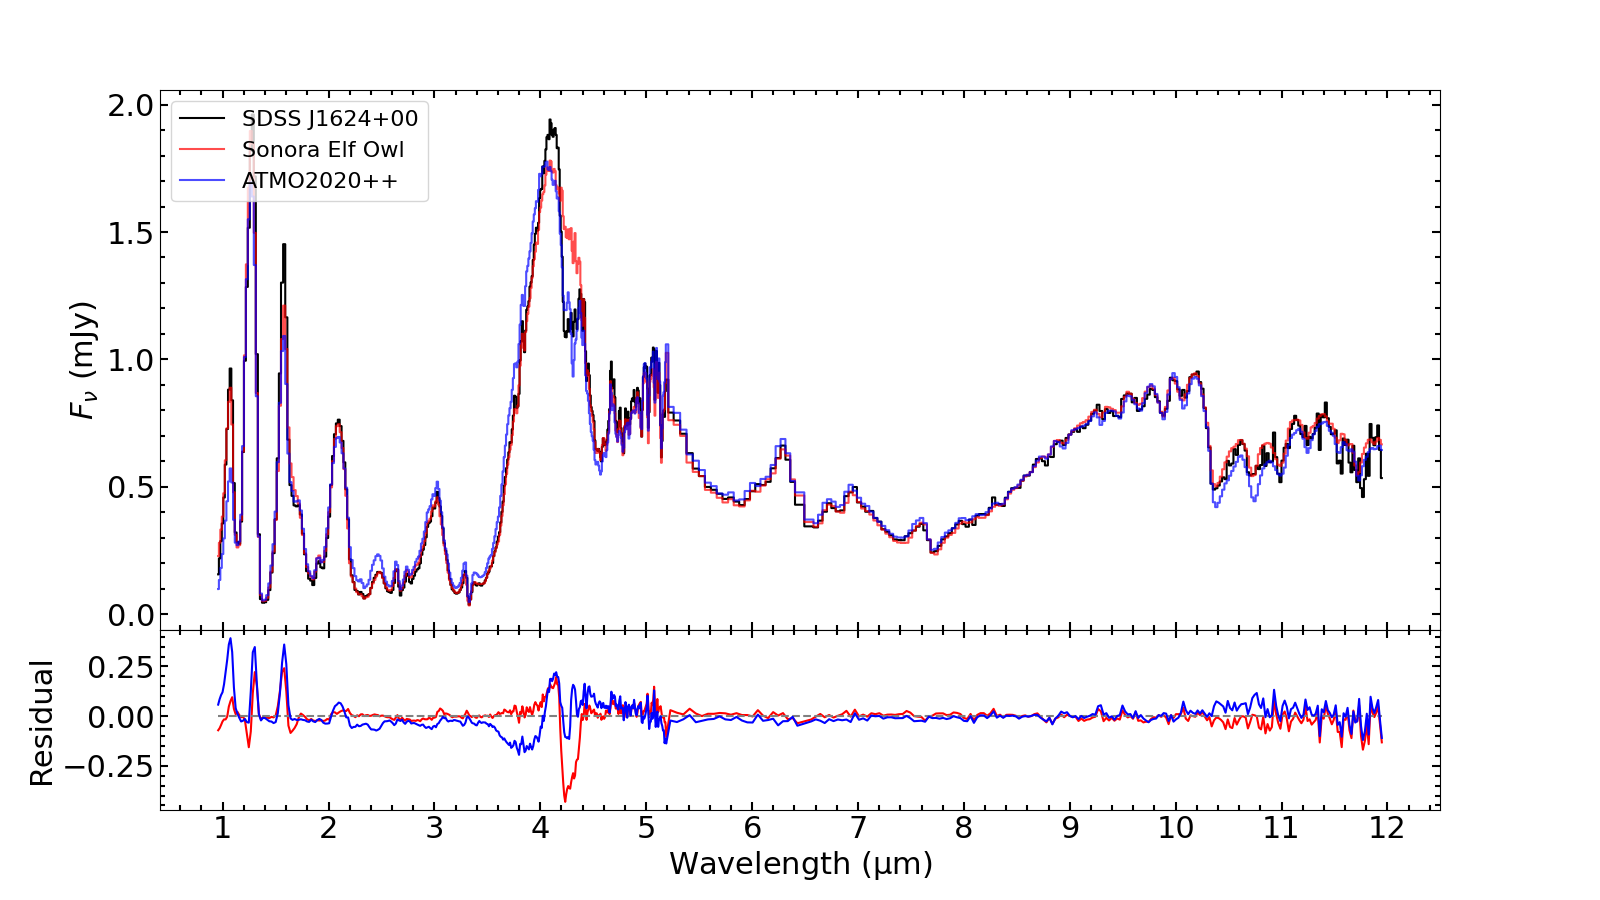 SDSS J1624+00
Sonora Elf Owl
ATMO2020++
2.0
1.5
1.0
0.5
0.0
Fν (mJy)
0.25
0.00
−0.25
Residual
1 2 3 4 5 6 7 8 9 10 11 12
Wavelength (μm)